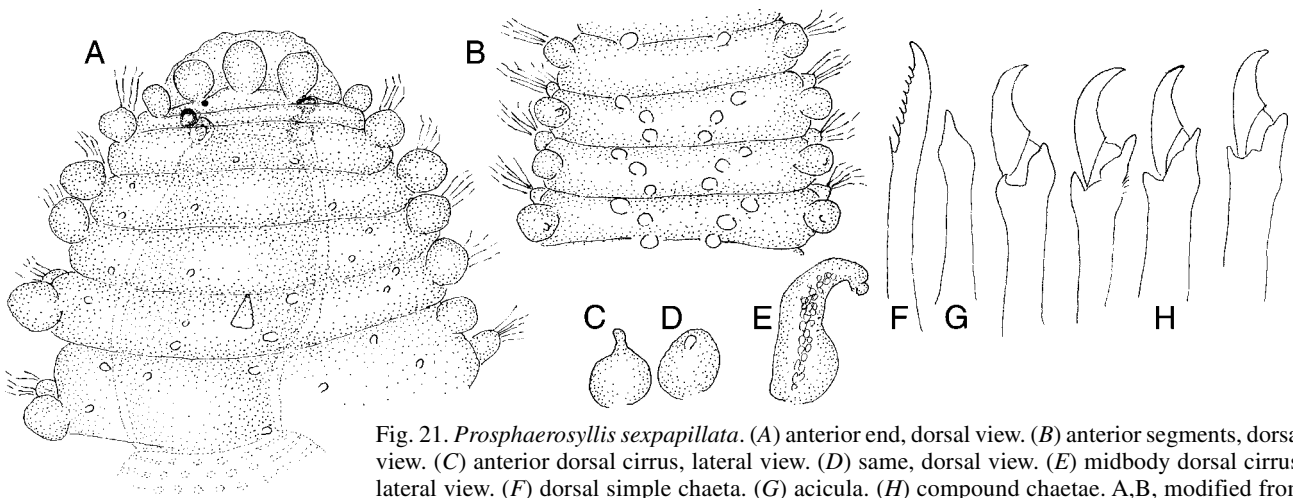 A
B
C
D
E
F
G
H
Fig. 21. Prosphaerosyllis sexpapillata. (A) anterior end, dorsal view. (B) anterior segments, dorsal
view. (C) anterior dorsal cirrus, lateral view. (D) same, dorsal view. (E) midbody dorsal cirrus,
lateral view. (F) dorsal simple chaeta. (G) acicula. (H) compound chaetae. A,B, modified from